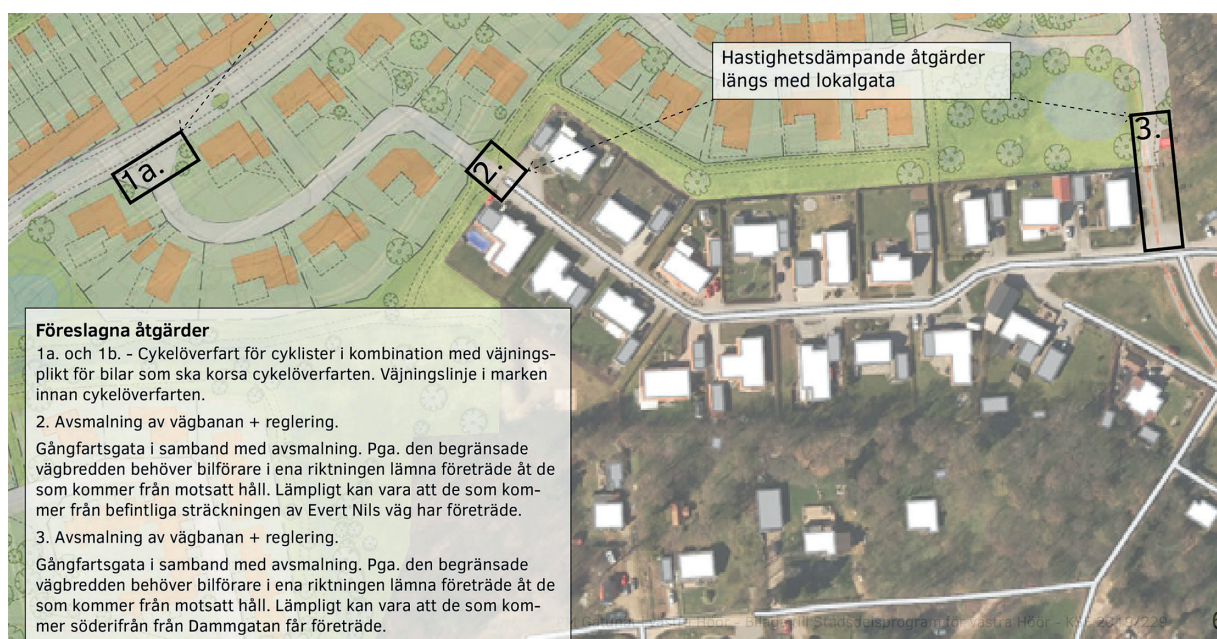 Hastighetsdämpande åtgärder
längs med lokalgata
3.
1a.
2.
Föreslagna åtgärder
1a. och 1b. - Cykelöverfart för cyklister i kombination med väjnings-
plikt för bilar som ska korsa cykelöverfarten. Väjningslinje i marken
innan cykelöverfarten.
2. Avsmalning av vägbanan + reglering.
Gångfartsgata i samband med avsmalning. Pga. den begränsade
vägbredden behöver bilförare i ena riktningen lämna företräde åt de
som kommer från motsatt håll. Lämpligt kan vara att de som kom-
mer från befintliga sträckningen av Evert Nils väg har företräde.
3. Avsmalning av vägbanan + reglering.
Gångfartsgata i samband med avsmalning. Pga. den begränsade
vägbredden behöver bilförare i ena riktningen lämna företräde åt de
som kommer från motsatt håll. Lämpligt kan vara att de som kom-
mer söderifrån från Dammgatan får företräde.
Västra Höör - Bilaga till Stadsdelsprogram för Västra Höör